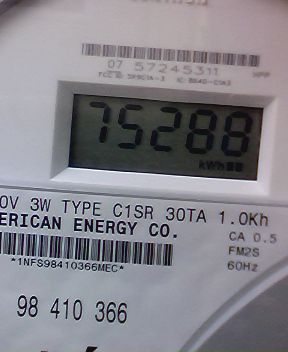 07 57245311
75288
kWh
0V 3W TYPE C1SR 30TA 1.0Kh
ERICAN ENERGY CO.
CA 0.5
FM2S
60Hz
*1NFS98410366MEC*
98 410 366